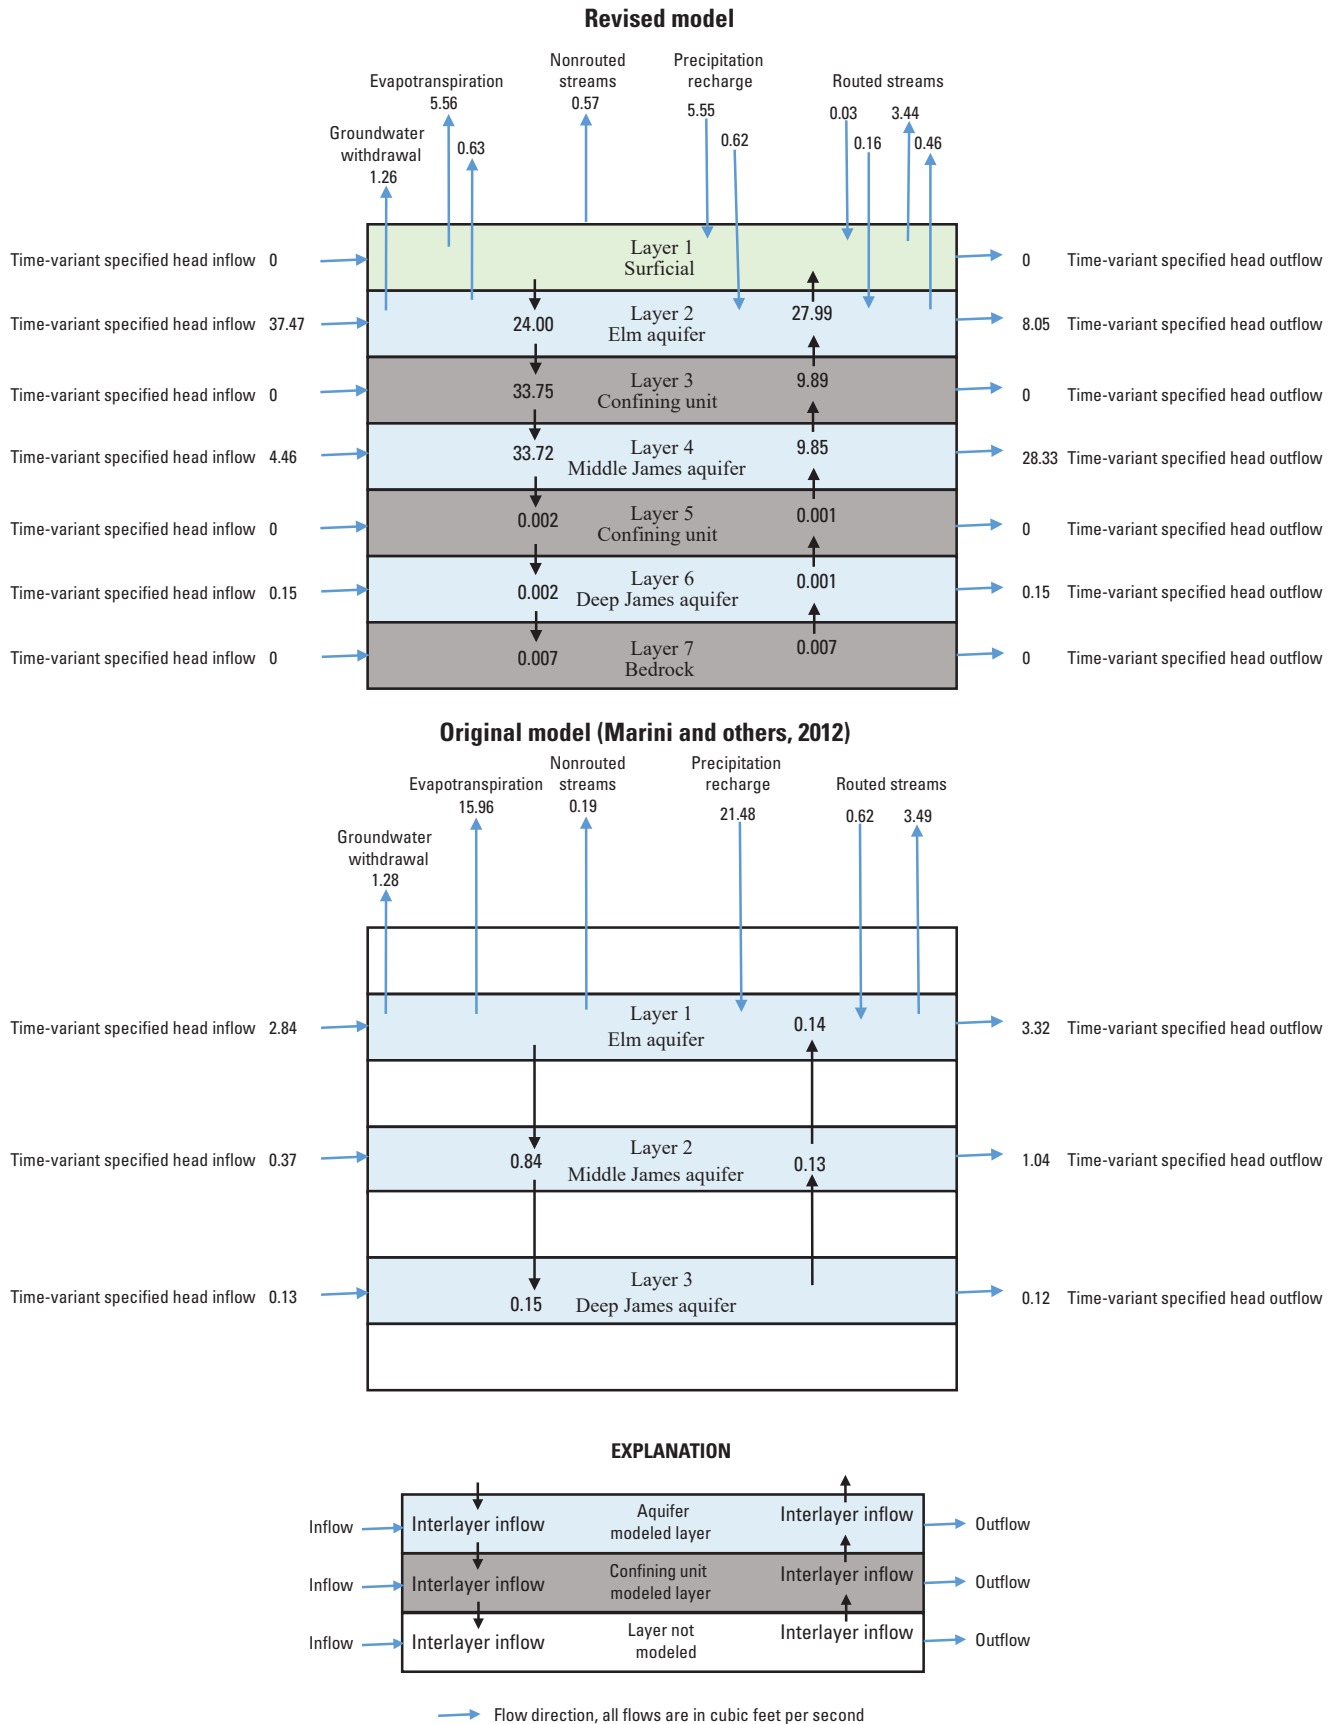 Revised model
Nonrouted
streams
0.57
Precipitation
recharge
5.55
0.62
Routed streams
0.03
3.44
0.16
0.46
Evapotranspiration
5.56
0.63
Groundwater
withdrawal
1.26
Time-variant specified head inflow 0
Layer 1
Surficial
0 Time-variant specified head outflow
Time-variant specified head inflow 37.47
24.00
Layer 2
Elm aquifer
27.99
8.05 Time-variant specified head outflow
Time-variant specified head inflow 0
33.75
Layer 3
Confining unit
9.89
0 Time-variant specified head outflow
Time-variant specified head inflow 4.46
33.72
Layer 4
Middle James aquifer
9.85
28.33 Time-variant specified head outflow
Time-variant specified head inflow 0
0.002
Layer 5
Confining unit
0.001
0 Time-variant specified head outflow
Time-variant specified head inflow 0.15
0.002
Layer 6
Deep James aquifer
0.001
0.15 Time-variant specified head outflow
Time-variant specified head inflow 0
0.007
Layer 7
Bedrock
0.007
0 Time-variant specified head outflow
Original model (Marini and others, 2012)
Nonrouted
streams
0.19
Precipitation
recharge
21.48
Routed streams
0.62
3.49
Evapotranspiration
15.96
Groundwater
withdrawal
1.28
Time-variant specified head inflow 2.84
Layer 1
Elm aquifer
0.14
3.32 Time-variant specified head outflow
Time-variant specified head inflow 0.37
0.84
Layer 2
Middle James aquifer
0.13
1.04 Time-variant specified head outflow
Time-variant specified head inflow 0.13
0.15
Layer 3
Deep James aquifer
0.12 Time-variant specified head outflow
EXPLANATION
Inflow
Interlayer inflow
Aquifer
modeled layer
Interlayer inflow
Outflow
Inflow
Interlayer inflow
Confining unit
modeled layer
Interlayer inflow
Outflow
Inflow
Interlayer inflow
Layer not
modeled
Interlayer inflow
Outflow
Flow direction, all flows are in cubic feet per second